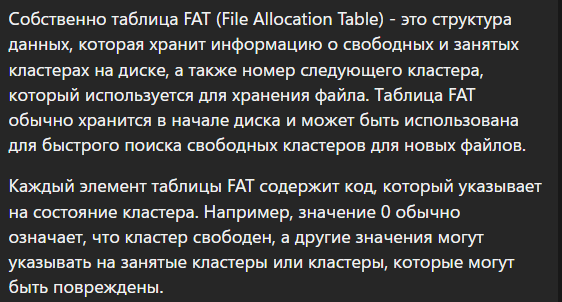 Собственно таблица FAT (File Allocation Table) - это структура
данных, которая хранит информацию о свободных и занятых
кластерах на диске, а также номер следующего кластера,
который используется для хранения файла. Таблица FAT
обычно хранится в начале диска и может быть использована
для быстрого поиска свободных кластеров для новых файлов.
Каждый элемент таблицы FAT содержит код, который указывает
на состояние кластера. Например, значение 0 обычно
означает, что кластер свободен, а другие значения могут
указывать на занятые кластеры или кластеры, которые могут
быть повреждены.